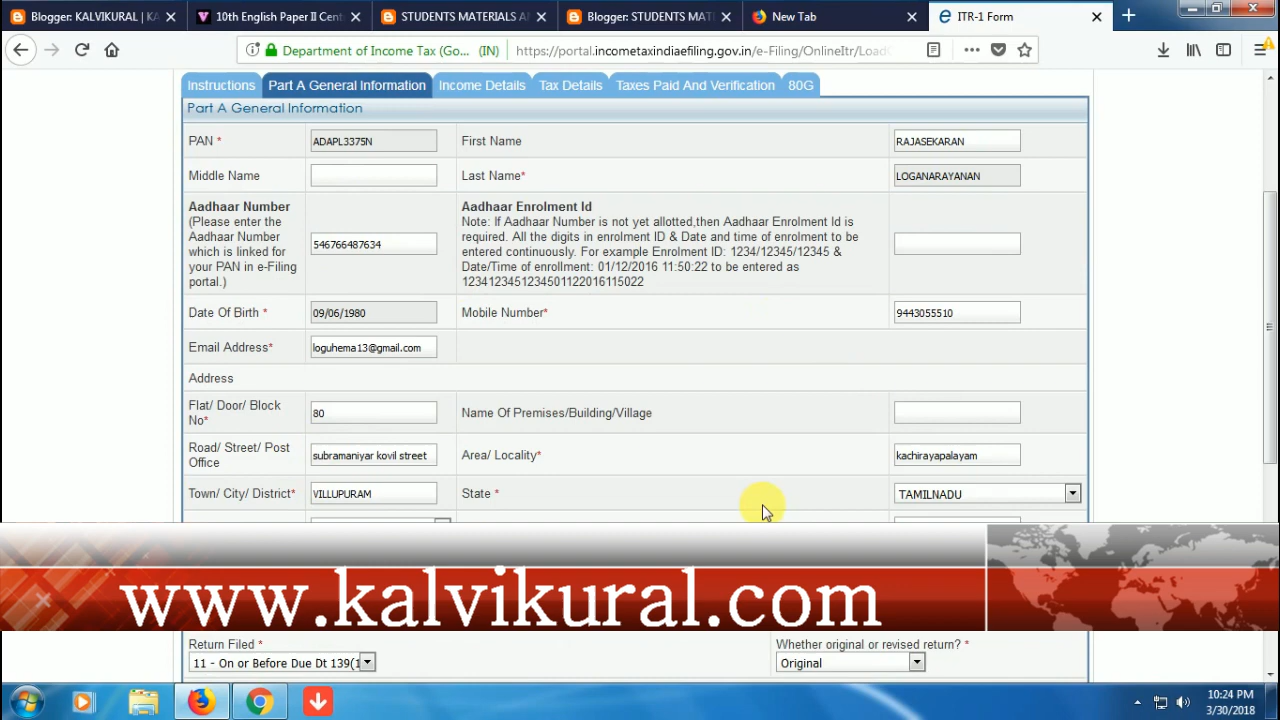 Blogger: KALVIKURAL | KA
10th English Paper II Cent
STUDENTS MATERIALS A
Blogger: STUDENTS MAT
New Tab
ITR-1 Form
Department of Income Tax (Go... (IN)
https://portal.incometaxindiaefiling.gov.in/e-Filing/OnlineItr/Load
Instructions
Part A General Information
Income Details
Tax Details
Taxes Paid And Verification
80G
Part A General Information
PAN * ADAPL3375N First Name RAJASEKARAN
Middle Name Last Name* LOGANARAYANAN
Aadhaar Number
(Please enter the
Aadhaar Number
which is linked for
your PAN in e-Filing
portal.)
546766487634
Aadhaar Enrolment Id
Note: If Aadhaar Number is not yet allotted,then Aadhaar Enrolment Id is
required. All the digits in enrolment ID & Date and time of enrolment to be
entered continuously. For example Enrolment ID: 1234/12345/12345 &
Date/Time of enrollment: 01/12/2016 11:50:22 to be entered as
1234123451234501122016115022
Date Of Birth * 09/06/1980 Mobile Number* 9443055510
Email Address* loguhema13@gmail.com
Address
Flat/ Door/ Block
No*
80
Name Of Premises/Building/Village
Road/ Street/ Post
Office
subramaniyar kovil street
Area/ Locality* kachirayapalayam
Town/ City/ District* VILLUPURAM State * TAMILNADU
www.kalvikural.com
Return Filed * Whether original or revised return? *
11 - On or Before Due Dt 139(1 Original
10:24 PM
3/30/2018